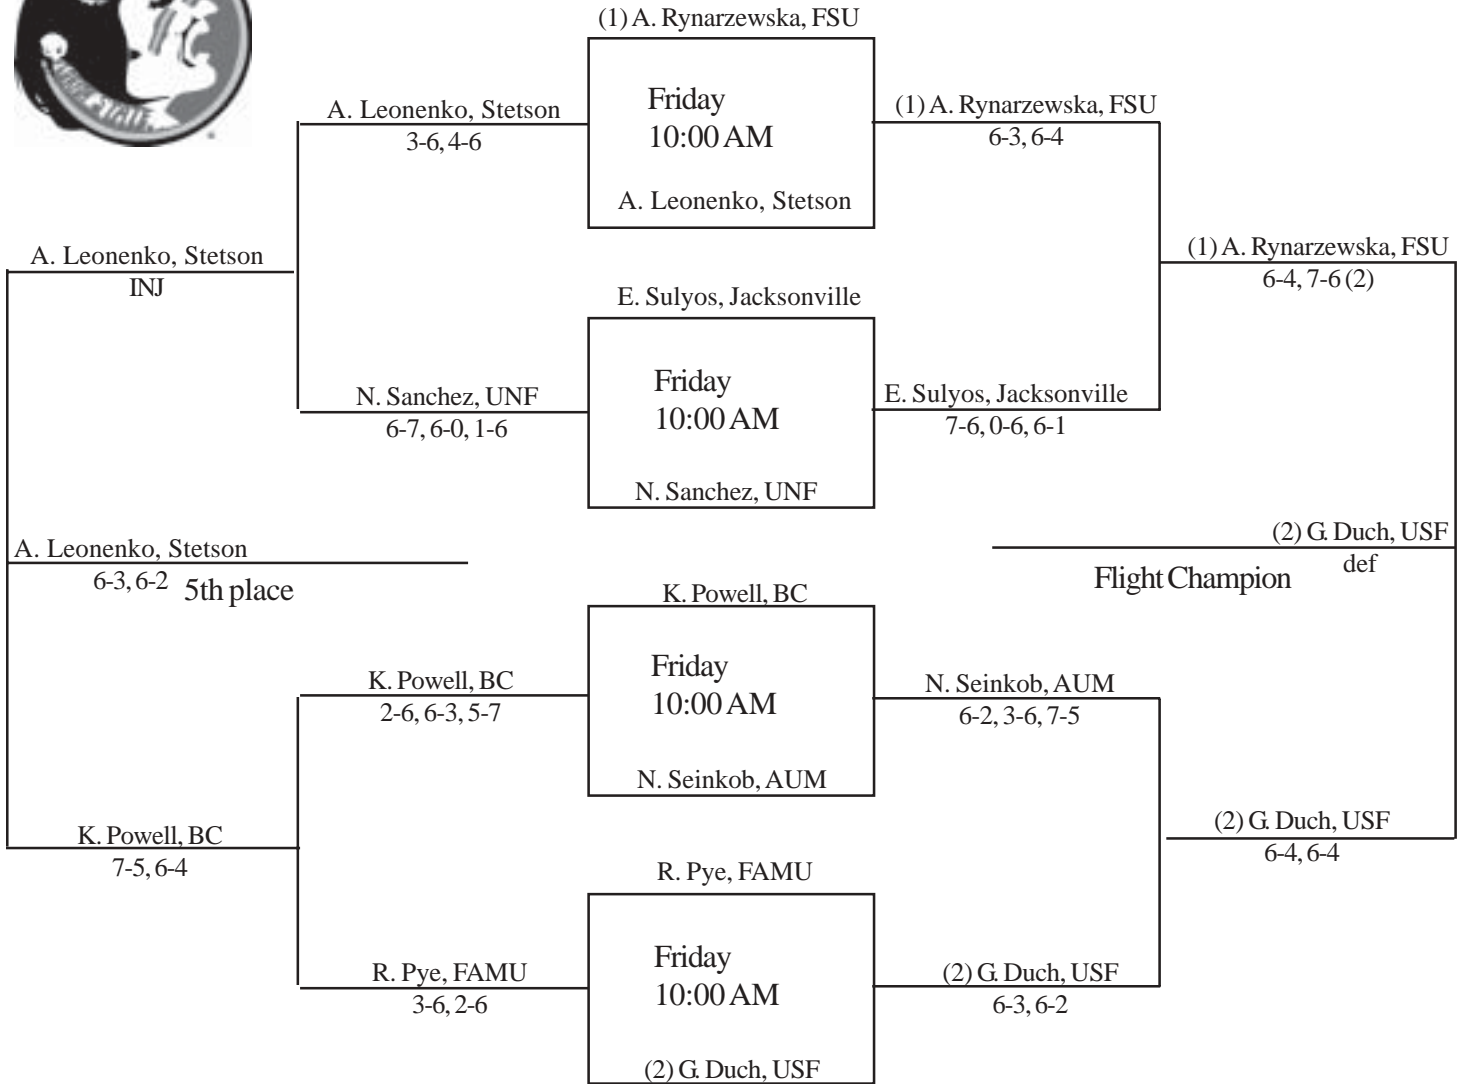 (1) A. Rynarzewska, FSU
Friday
10:00 AM
A. Leonenko, Stetson
A. Leonenko, Stetson
3-6, 4-6
(1) A. Rynarzewska, FSU
6-3, 6-4
A. Leonenko, Stetson
INJ
(1) A. Rynarzewska, FSU
6-4, 7-6 (2)
E. Sulyos, Jacksonville
Friday
10:00 AM
N. Sanchez, UNF
N. Sanchez, UNF
6-7, 6-0, 1-6
E. Sulyos, Jacksonville
7-6, 0-6, 6-1
A. Leonenko, Stetson
6-3, 6-2 5th place
(2) G. Duch, USF
def
Flight Champion
K. Powell, BC
Friday
10:00 AM
N. Seinkob, AUM
K. Powell, BC
2-6, 6-3, 5-7
N. Seinkob, AUM
6-2, 3-6, 7-5
K. Powell, BC
7-5, 6-4
(2) G. Duch, USF
6-4, 6-4
R. Pye, FAMU
Friday
10:00 AM
(2) G. Duch, USF
R. Pye, FAMU
3-6, 2-6
(2) G. Duch, USF
6-3, 6-2